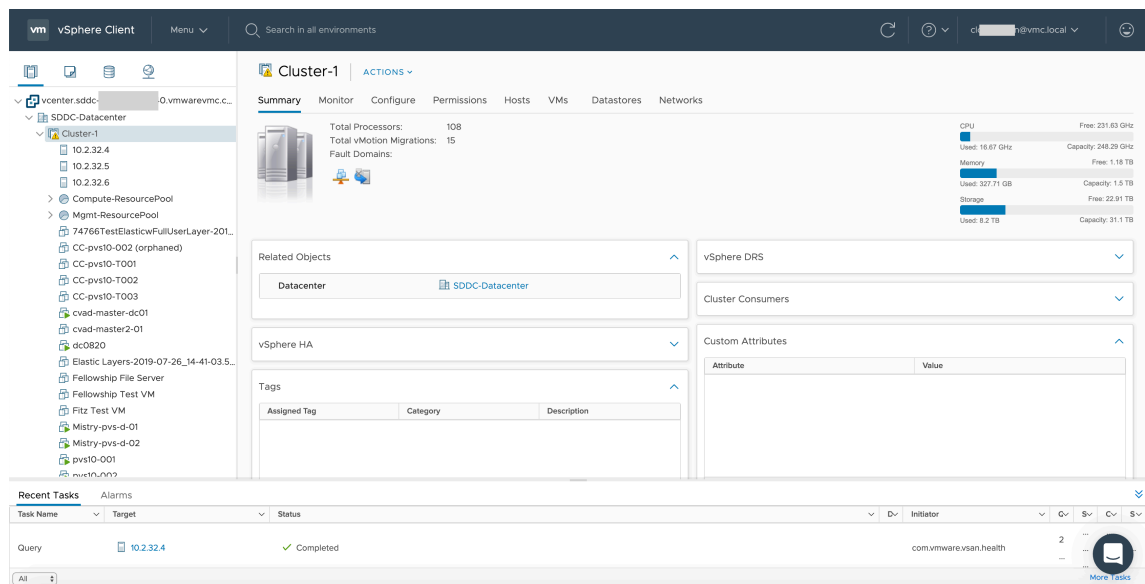 vm vSphere Client Menu Search in all environments cl n@vmc.local
vcenter.sddc- -0.vmwarevmc.c...
SDDC-Datacenter
Cluster-1
10.2.32.4
10.2.32.5
10.2.32.6
Compute-ResourcePool
Mgmt-ResourcePool
74766TestElasticwFullUserLayer-201...
CC-pvs10-002 (orphaned)
CC-pvs10-T001
CC-pvs10-T002
CC-pvs10-T003
cvad-master-dc01
cvad-master2-01
dc0820
Elastic Layers-2019-07-26_14-41-03.5...
Fellowship File Server
Fellowship Test VM
Fitz Test VM
Mistry-pvs-d-01
Mistry-pvs-d-02
pvs10-001
pvs10-002
Cluster-1 ACTIONS
Summary Monitor Configure Permissions Hosts VMs Datastores Networks
Total Processors: 108
Total vMotion Migrations: 15
Fault Domains:
CPU Free: 231.63 GHz
Used: 16.67 GHz Capacity: 248.29 GHz
Memory Free: 1.18 TB
Used: 327.71 GB Capacity: 1.5 TB
Storage Free: 22.91 TB
Used: 8.2 TB Capacity: 31.1 TB
Related Objects
Datacenter SDDC-Datacenter
vSphere HA
Tags
Assigned Tag Category Description
vSphere DRS
Cluster Consumers
Custom Attributes
Attribute Value
Recent Tasks Alarms
Task Name Target Status D Initiator Q S C S
Query 10.2.32.4 Completed com.vmware.vsan.health 2 ...
All More Tasks